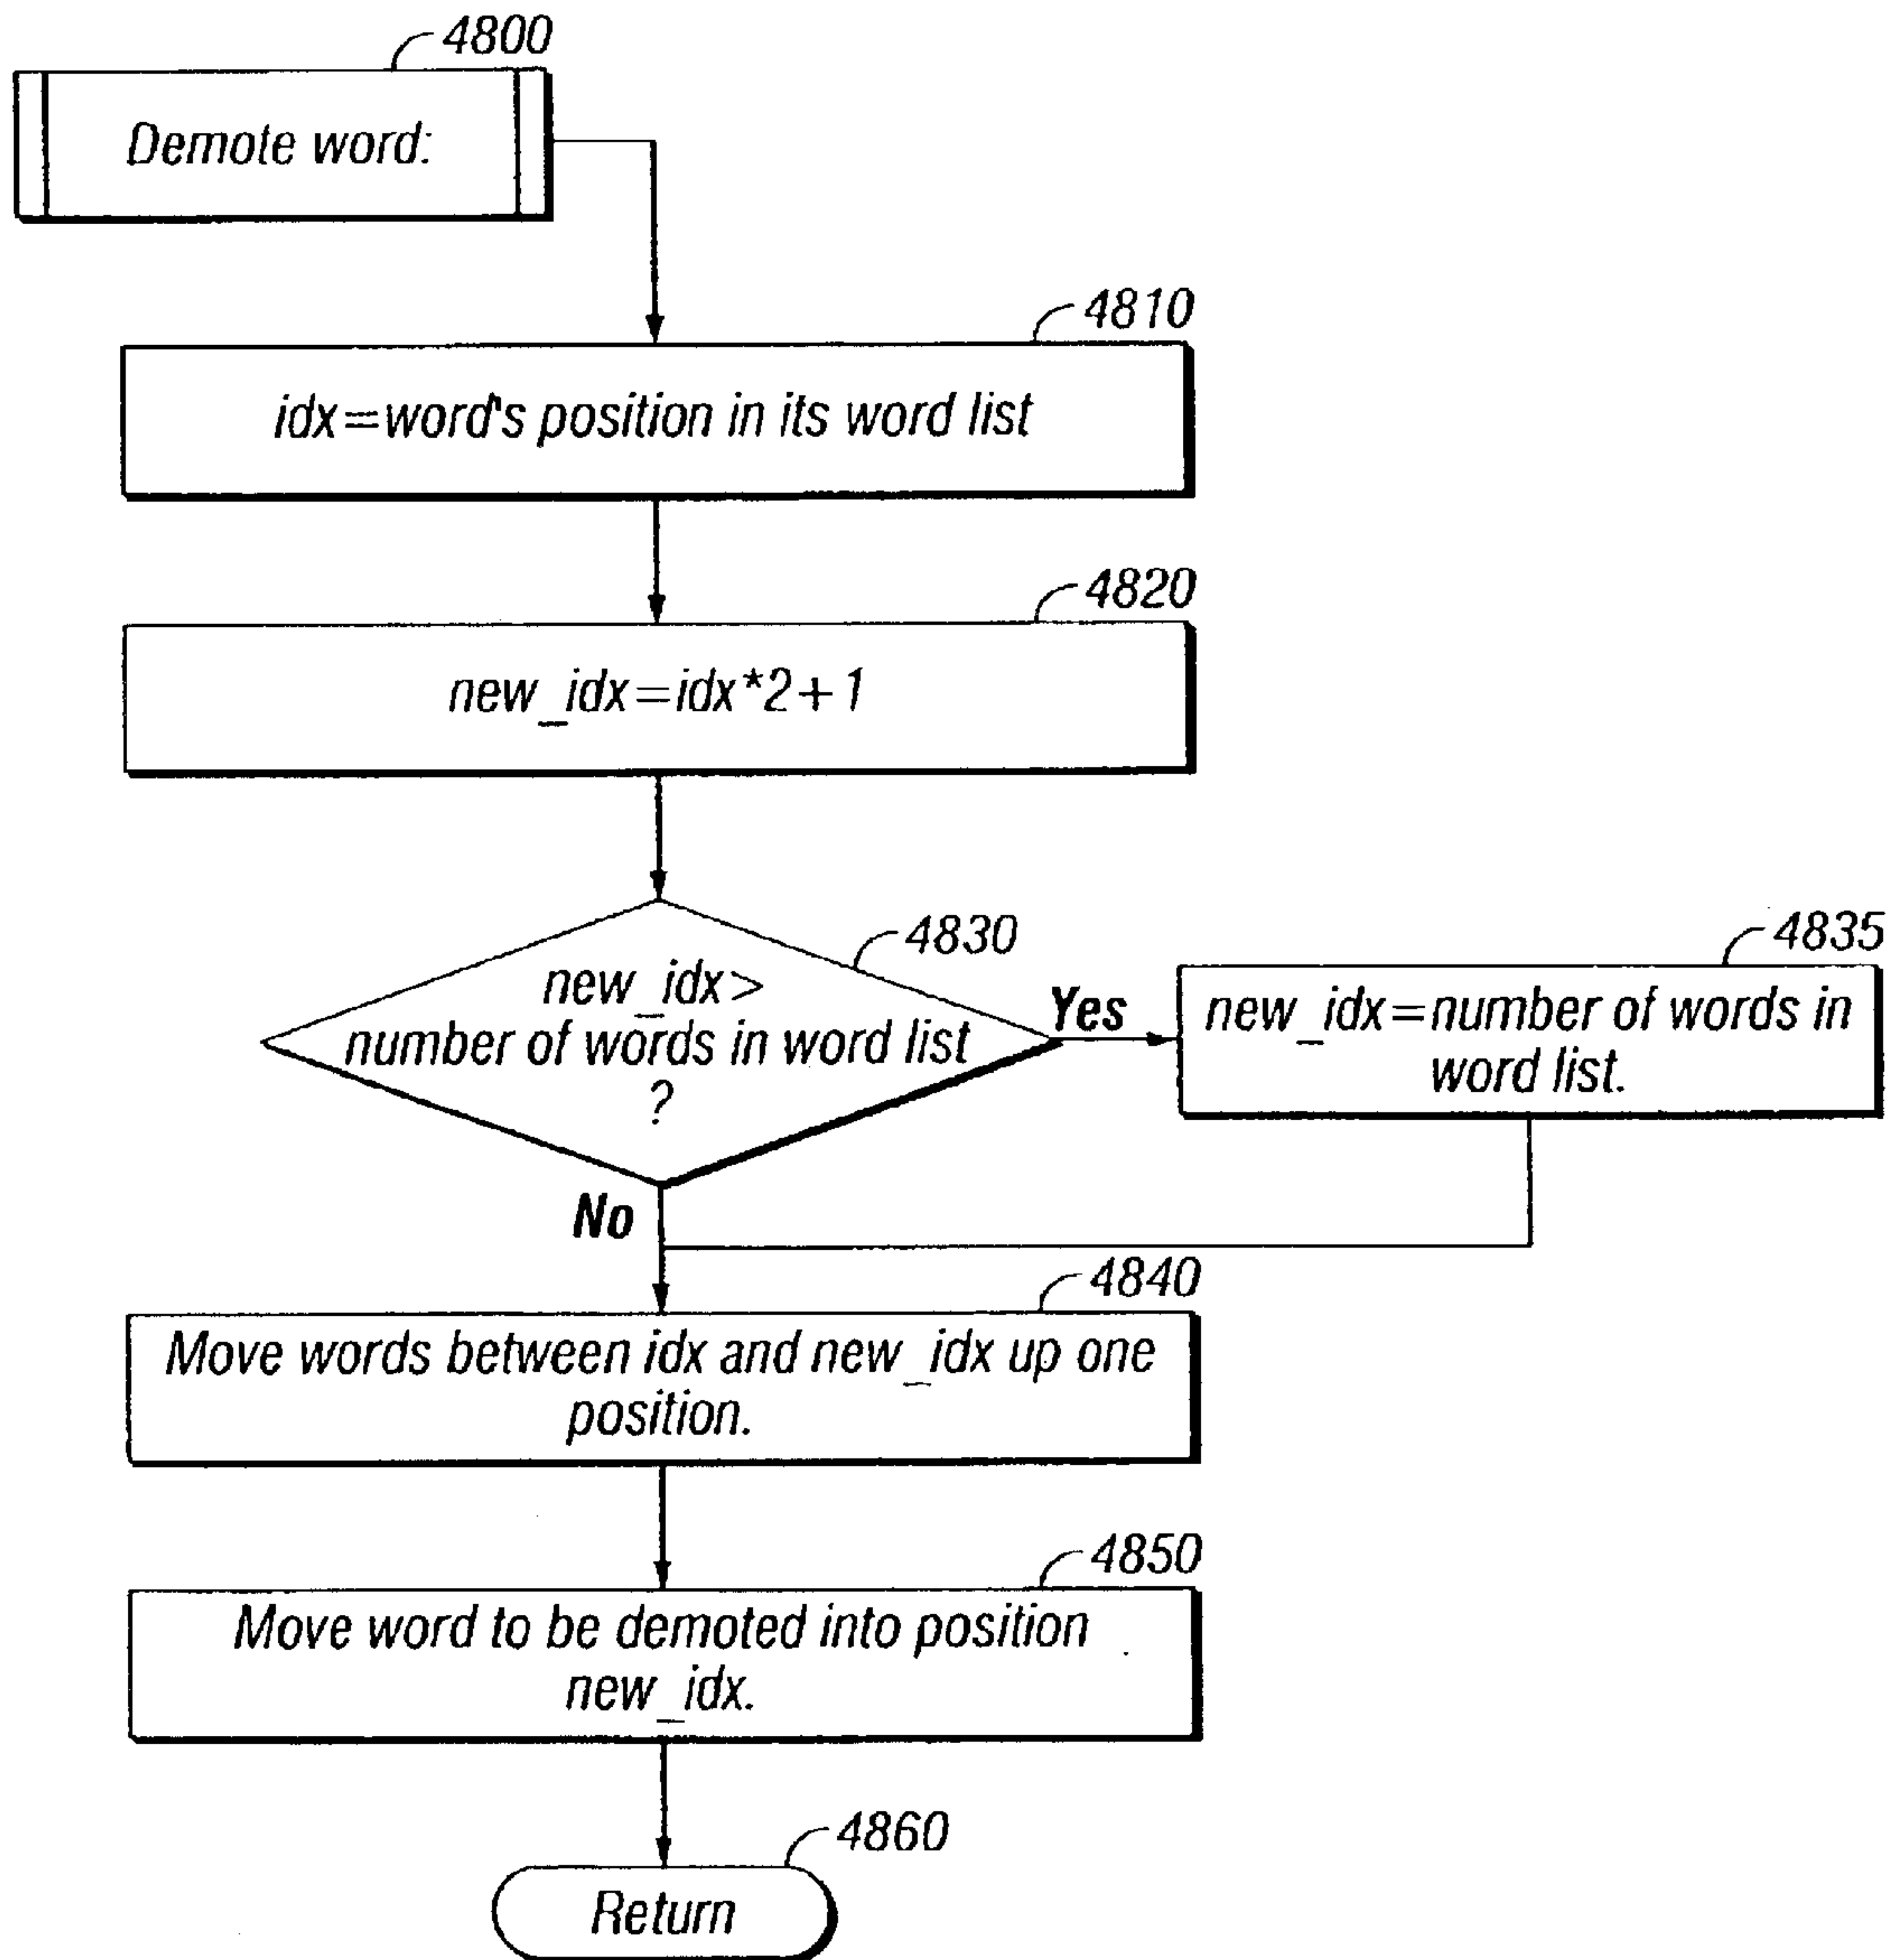 4800
Demote word:
4810
idx=word's position in its word list
4820
new_idx=idx*2+1
4830
new_idx>
number of words in word list
?
Yes
4835
new_idx=number of words in
word list.
No
4840
Move words between idx and new_idx up one
position.
4850
Move word to be demoted into position
new_idx.
4860
Return